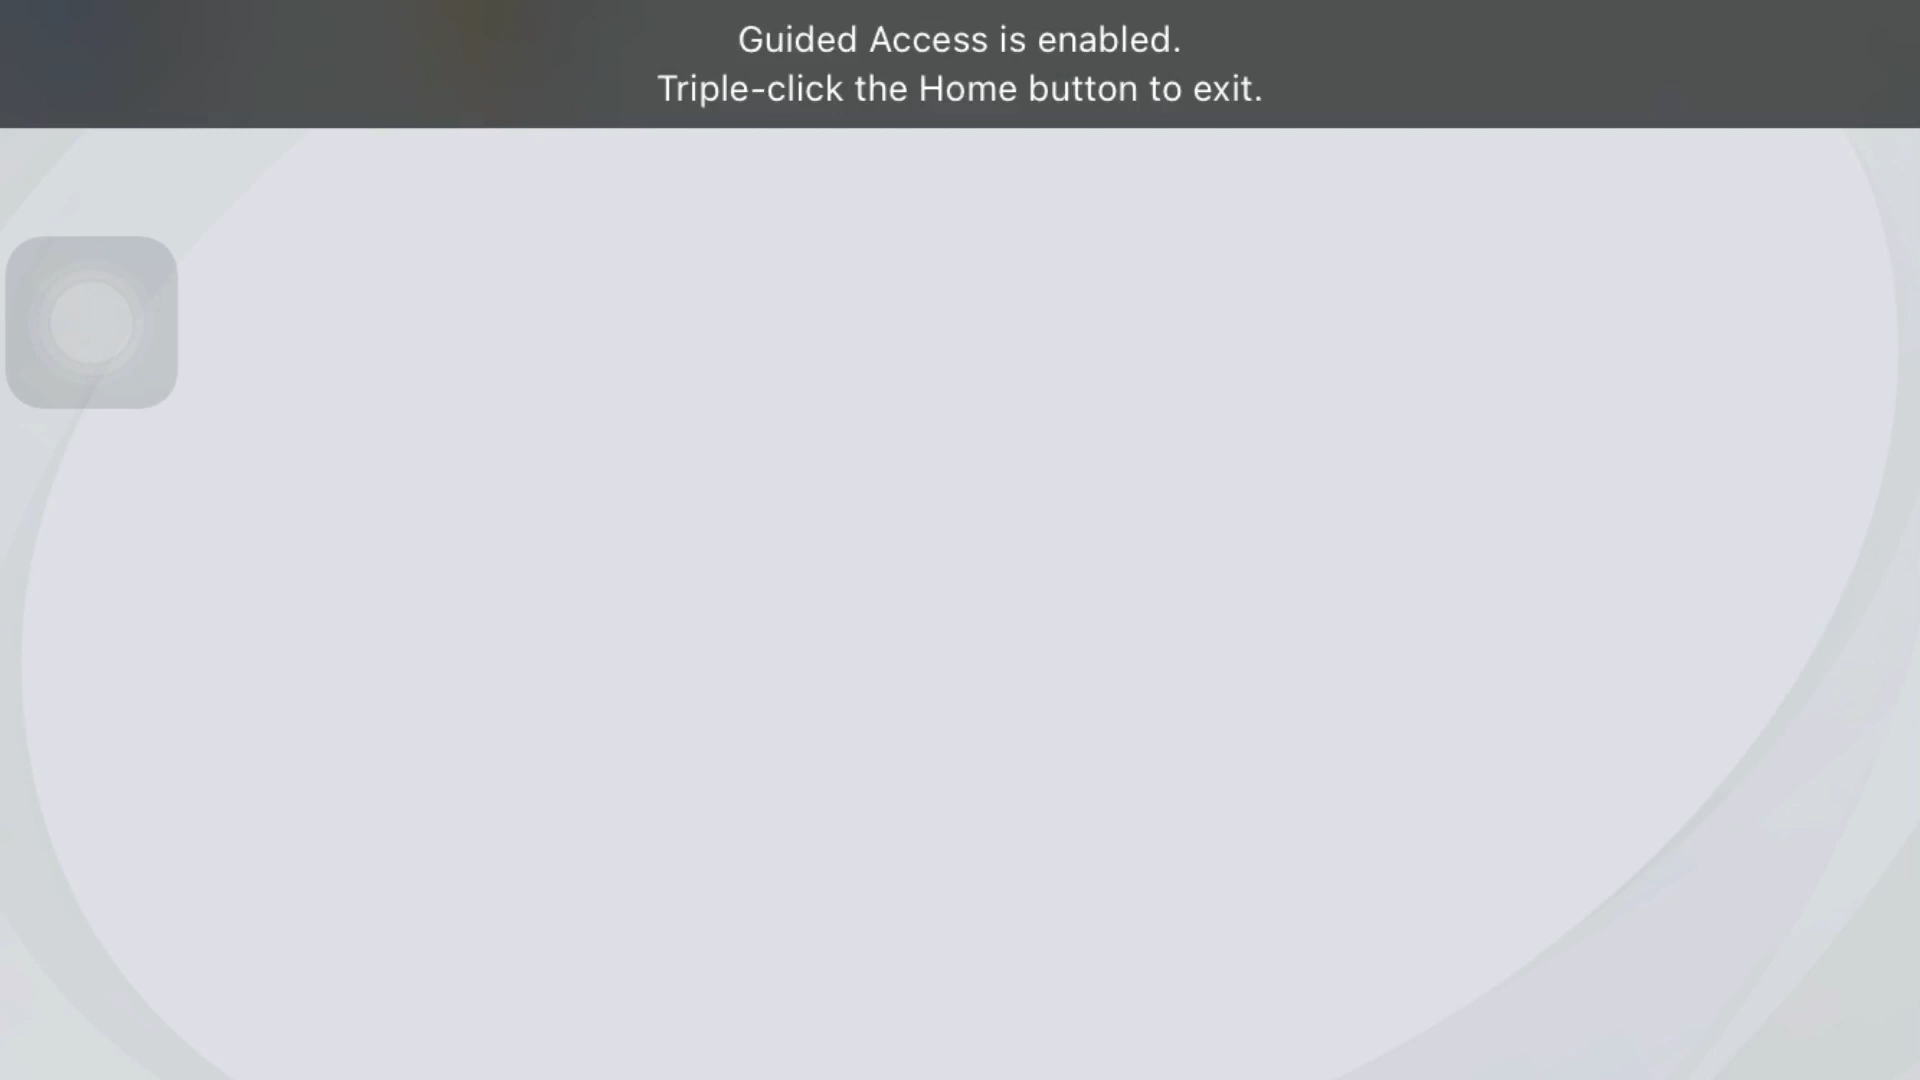 Guided Access is enabled.
Triple-click the Home button to exit.